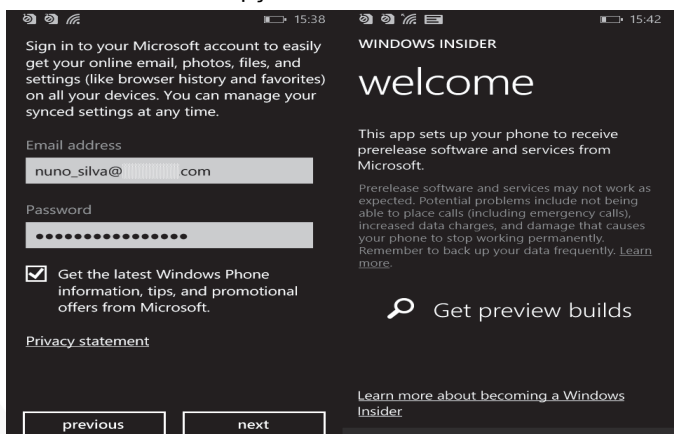 15:38
Sign in to your Microsoft account to easily
get your online email, photos, files, and
settings (like browser history and favorites)
on all your devices. You can manage your
synced settings at any time.
Email address
nuno_silva@ .com
Password
••••••••••••••••
Get the latest Windows Phone
information, tips, and promotional
offers from Microsoft.
Privacy statement
previous
next
15:42
WINDOWS INSIDER
welcome
This app sets up your phone to receive
prerelease software and services from
Microsoft.
Prerelease software and services may not work as
expected. Potential problems include not being
able to place calls (including emergency calls),
increased data charges, and damage that causes
your phone to stop working permanently.
Remember to back up your data frequently. Learn
more.
Get preview builds
Learn more about becoming a Windows
Insider